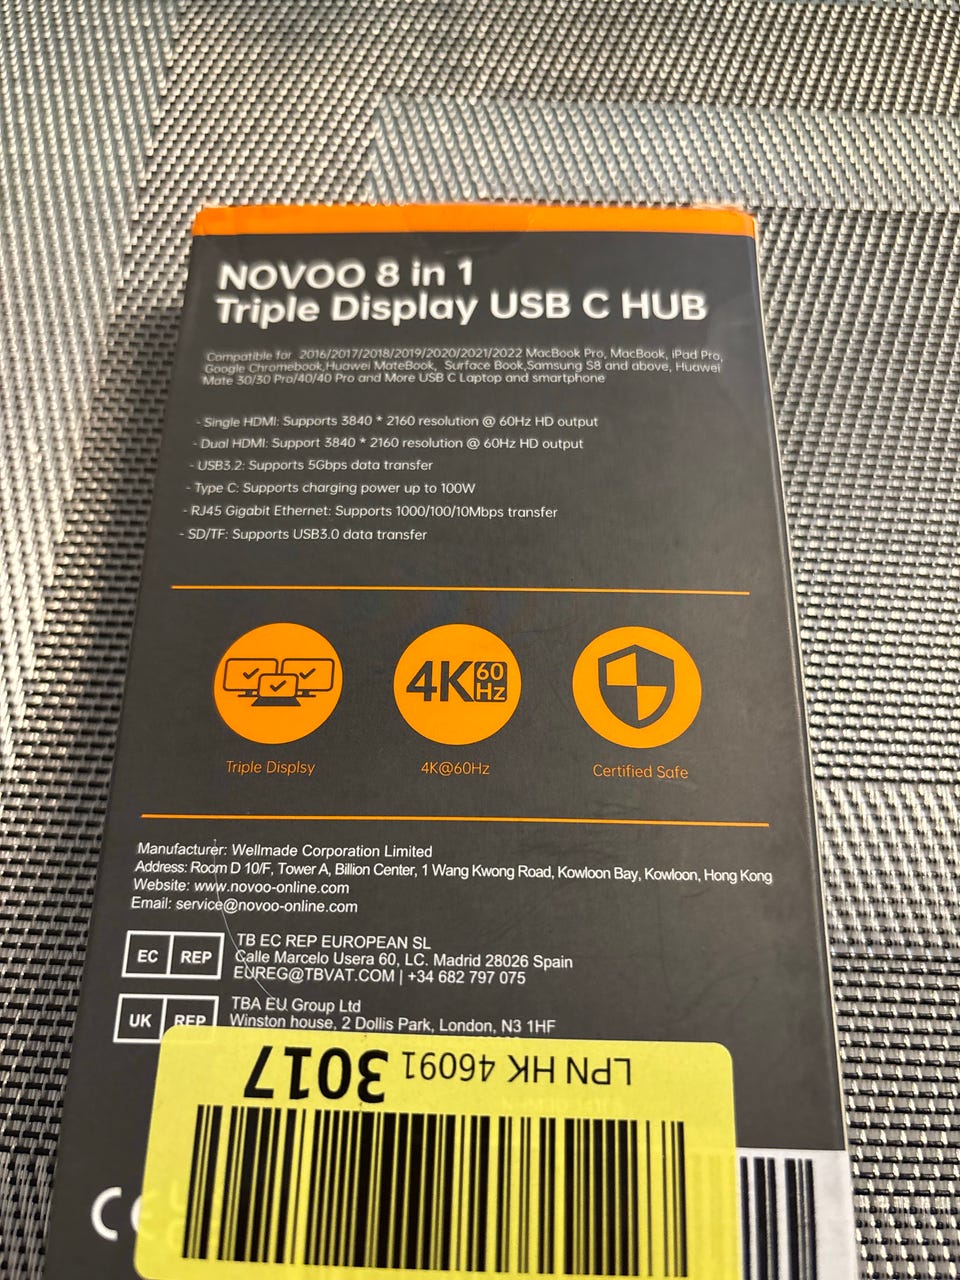 NOVOO 8 in 1
Triple Display USB C HUB
Compatible for 2016/2017/2018/2019/2020/2021/2022 MacBook Pro, MacBook, iPad Pro,
Google Chromebook,Huawei MateBook, Surface Book,Samsung S8 and above, Huawei
Mate 30/30 Pro/40/40 Pro and More USB C Laptop and smartphone
- Single HDMI: Supports 3840 * 2160 resolution @ 60Hz HD output
- Dual HDMI: Support 3840 * 2160 resolution @ 60Hz HD output
- USB3.2: Supports 5Gbps data transfer
- Type C: Supports charging power up to 100W
- RJ45 Gigabit Ethernet: Supports 1000/100/10Mbps transfer
- SD/TF: Supports USB3.0 data transfer
4K 60 Hz
Triple Displsy
4K@60Hz
Certified Safe
Manufacturer: Wellmade Corporation Limited
Address: Room D 10/F, Tower A, Billion Center, 1 Wang Kwong Road, Kowloon Bay, Kowloon, Hong Kong
Website: www.novoo-online.com
Email: service@novoo-online.com
EC REP
TB EC REP EUROPEAN SL
Calle Marcelo Usera 60, LC. Madrid 28026 Spain
EUREG@TBVAT.COM | +34 682 797 075
UK REP
TBA EU Group Ltd
Winston house, 2 Dollis Park, London, N3 1HF
LPN HK 46091 3017
CE